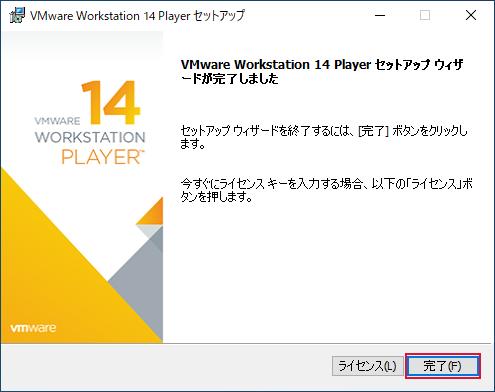 VMware Workstation 14 Player セットアップ
VMware Workstation 14 Player セットアップ ウィザ
ードが完了しました
セットアップ ウィザードを終了するには、[完了] ボタンをクリックし
ます。
今すぐにライセンス キーを入力する場合、以下の「ライセンス」ボ
タンを押します。
14
VMWARE
WORKSTATION
PLAYER™
vmware
ライセンス(L)
完了(F)